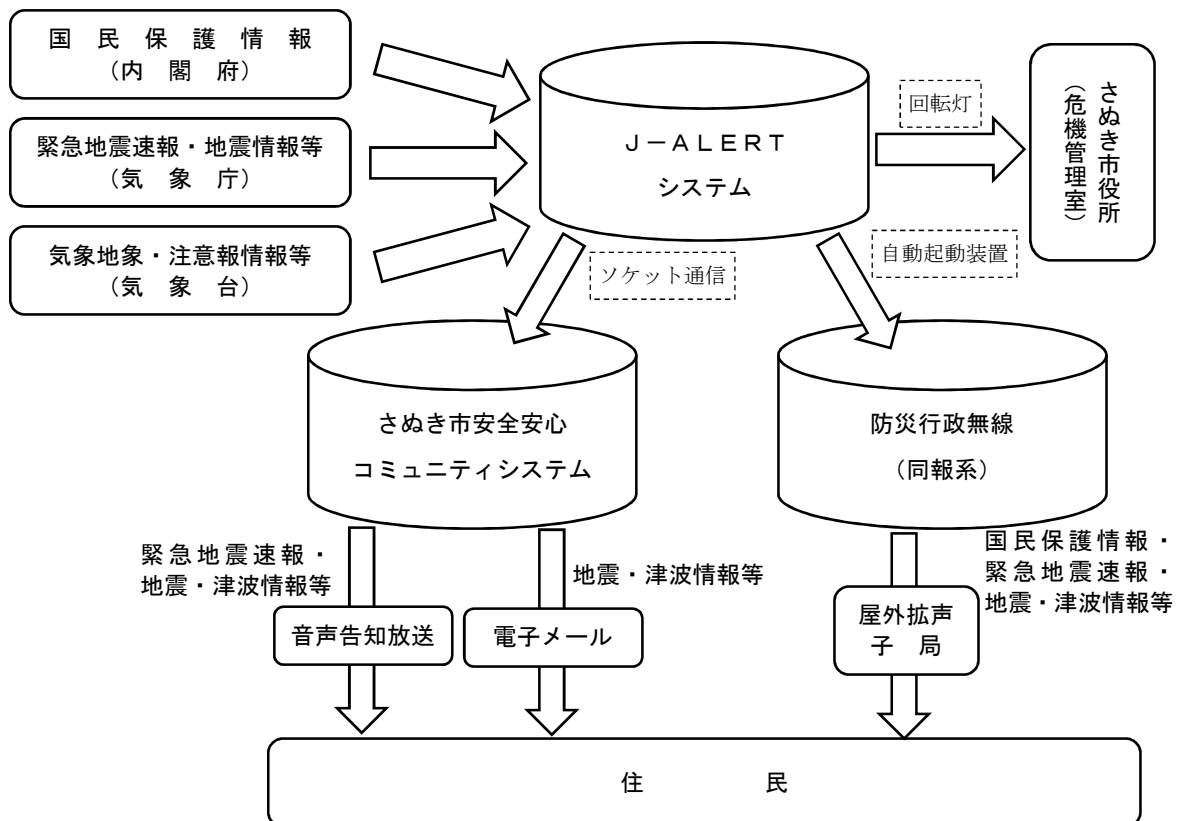 国民保護情報
（内閣府）
緊急地震速報・地震情報等
（気象庁）
気象地象・注意報情報等
（気象台）
Ｊ－ＡＬＥＲＴ
システム
回転灯
さぬき市役所
（危機管理室）
ソケット通信
自動起動装置
さぬき市安全安心
コミュニティシステム
防災行政無線
（同報系）
緊急地震速報・
地震・津波情報等
地震・津波情報等
国民保護情報・
緊急地震速報・
地震・津波情報等
音声告知放送
電子メール
屋外拡声
子局
住民